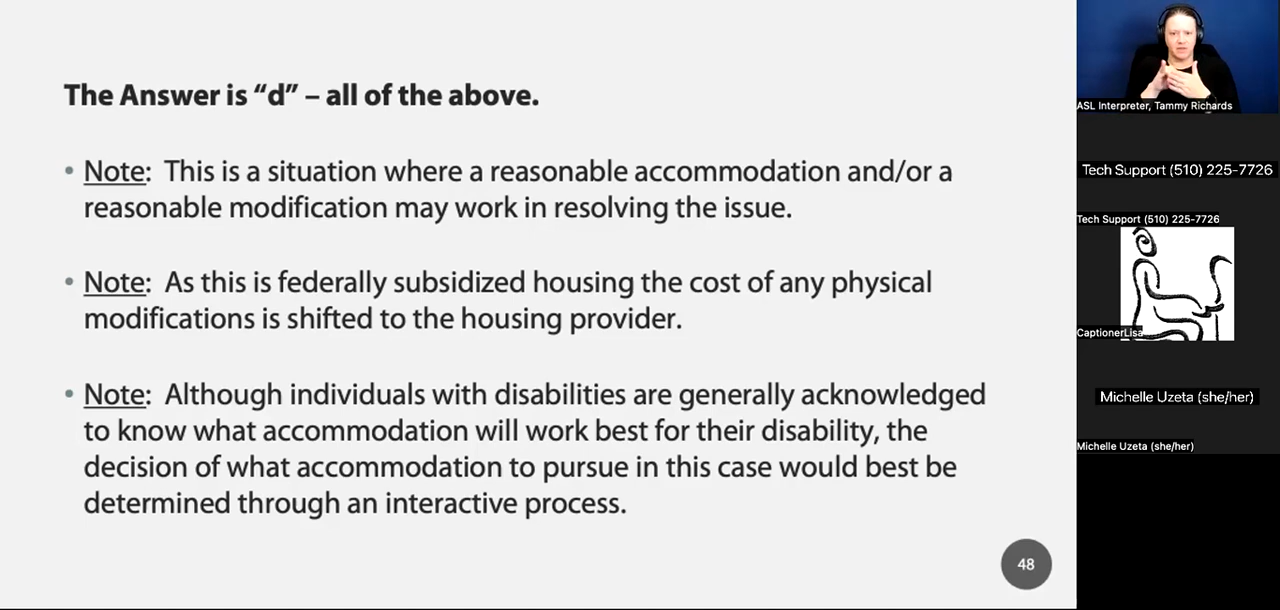 The Answer is “d” – all of the above.
• Note:  This is a situation where a reasonable accommodation and/or a
reasonable modification may work in resolving the issue.
• Note:  As this is federally subsidized housing the cost of any physical
modifications is shifted to the housing provider.
• Note:  Although individuals with disabilities are generally acknowledged
to know what accommodation will work best for their disability, the
decision of what accommodation to pursue in this case would best be
determined through an interactive process.
48
ASL Interpreter, Tammy Richards
Tech Support (510) 225-7726
Tech Support (510) 225-7726
CaptionerLisa
Michelle Uzeta (she/her)
Michelle Uzeta (she/her)